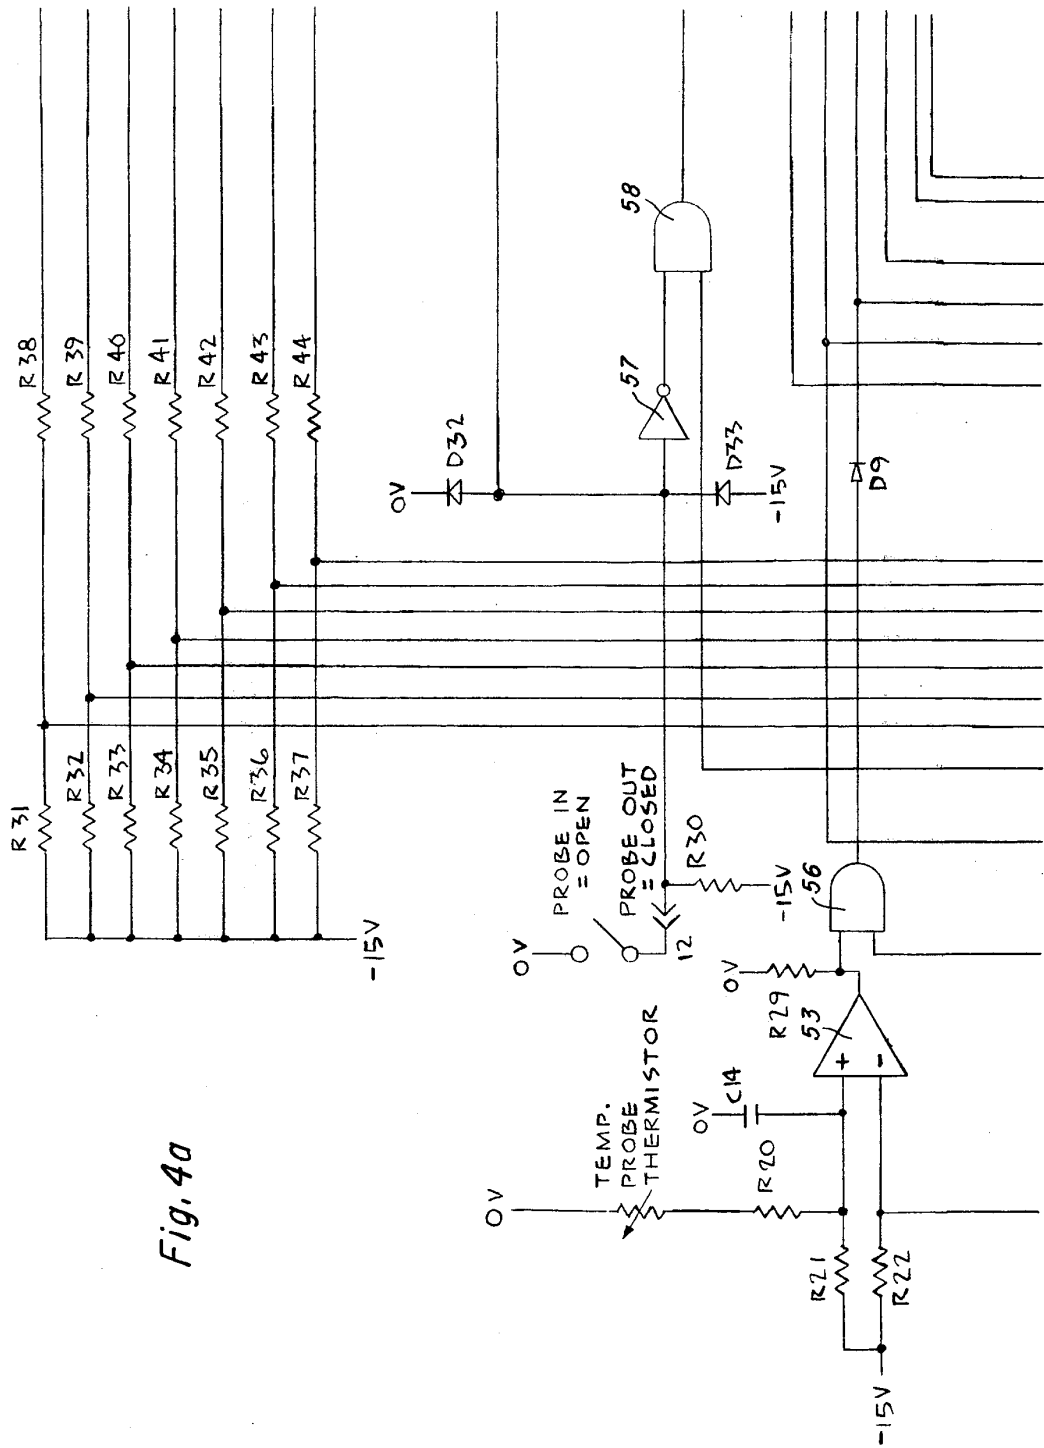 Fig. 4a
R31
R32
R33
R34
R35
R36
R37
R38
R39
R40
R41
R42
R43
R44
-15V
0V
D32
D33
-15V
57
58
0V
PROBE IN
= OPEN
PROBE OUT
= CLOSED
12
R30
-15V
0V
TEMP.
PROBE
THERMISTOR
R20
0V
C14
0V
R29
53
+
-
56
D9
R21
R22
-15V